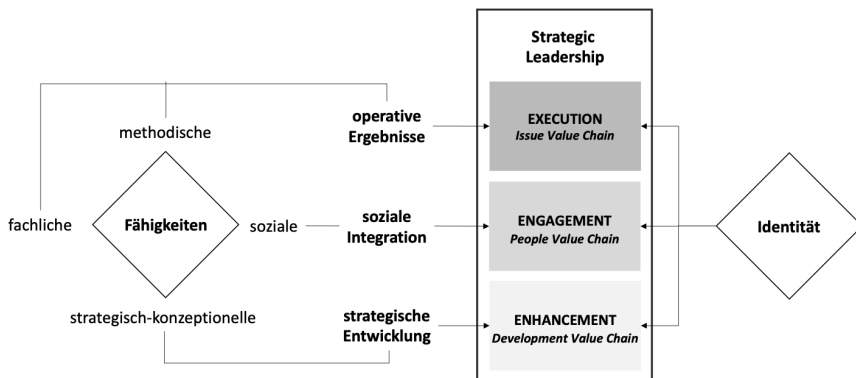 Strategic
Leadership
operative
Ergebnisse
EXECUTION
Issue Value Chain
methodische
fachliche
Fähigkeiten
soziale
soziale
Integration
ENGAGEMENT
People Value Chain
Identität
strategisch-konzeptionelle
strategische
Entwicklung
ENHANCEMENT
Development Value Chain